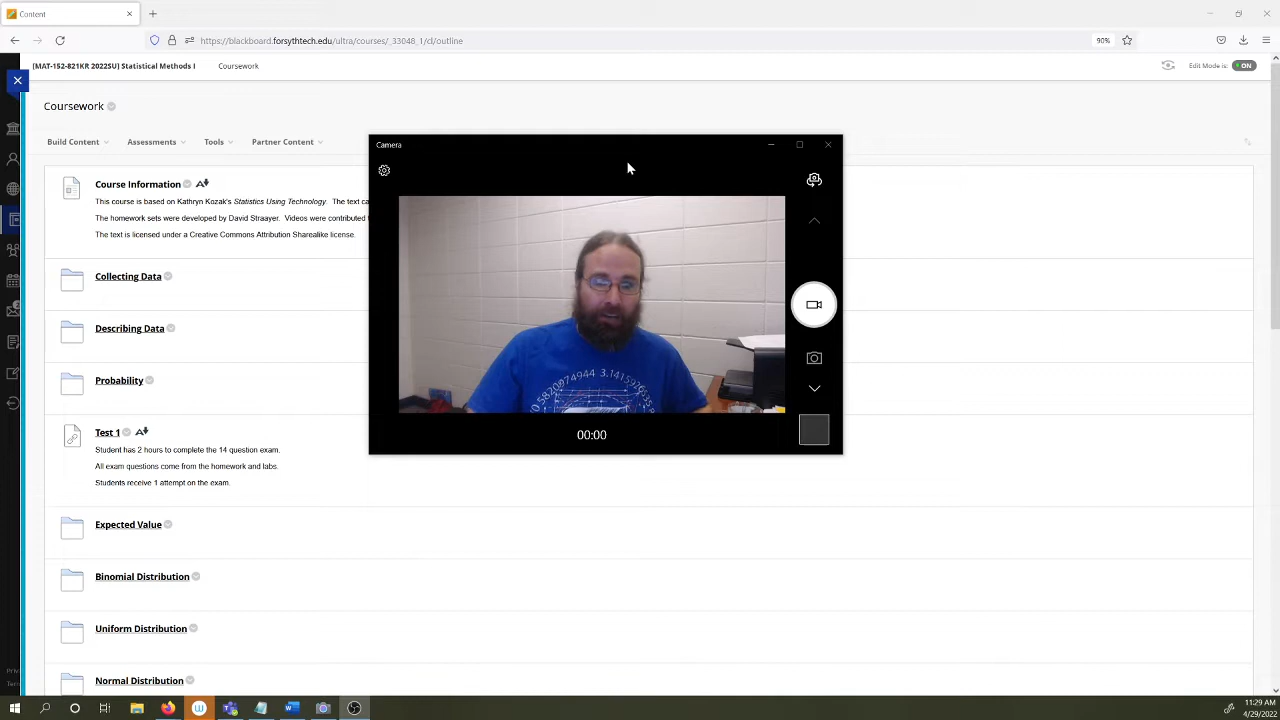 Content
https://blackboard.forsythtech.edu/ultra/courses/_33048_1/cl/outline
90%
[MAT-152-821KR 2022SU] Statistical Methods I
Coursework
Edit Mode is:
ON
Coursework
Build Content
Assessments
Tools
Partner Content
Camera
Course Information
This course is based on Kathryn Kozak's Statistics Using Technology. The text ca
The homework sets were developed by David Straayer. Videos were contributed
The text is licensed under a Creative Commons Attribution Sharealike license.
Collecting Data
Describing Data
Probability
Test 1
Student has 2 hours to complete the 14 question exam.
All exam questions come from the homework and labs.
Students receive 1 attempt on the exam.
00:00
Expected Value
Binomial Distribution
Uniform Distribution
Normal Distribution
Priv
Term
11:29 AM
4/29/2022